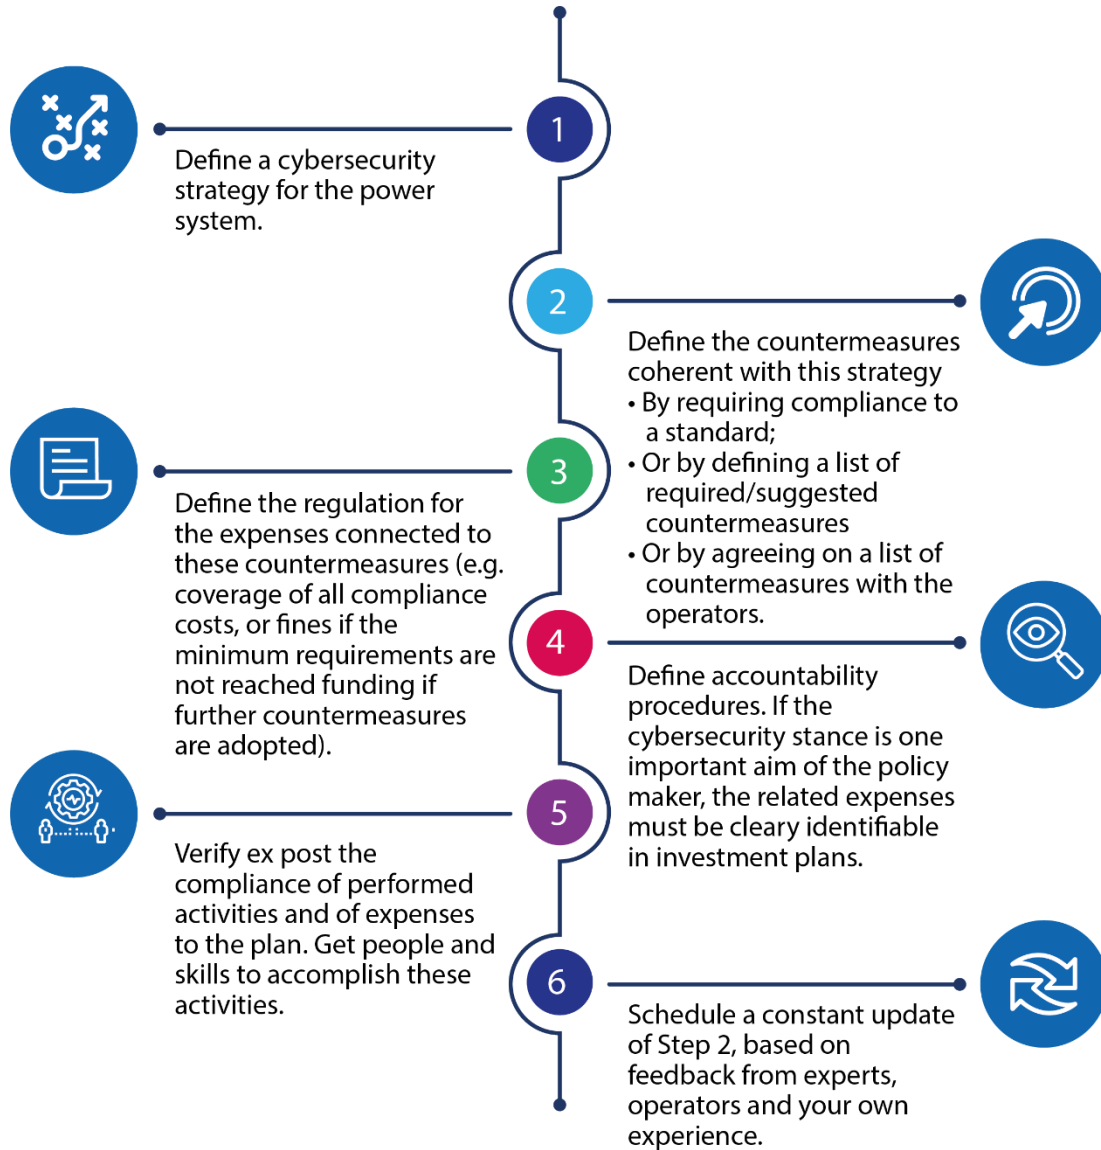 1
Define a cybersecurity
strategy for the power
system.
2
Define the countermeasures
coherent with this strategy
• By requiring compliance to
a standard;
• Or by defining a list of
required/suggested
countermeasures
• Or by agreeing on a list of
countermeasures with the
operators.
3
Define the regulation for
the expenses connected to
these countermeasures (e.g.
coverage of all compliance
costs, or fines if the
minimum requirements are
not reached funding if
further countermeasures
are adopted).
4
Define accountability
procedures. If the
cybersecurity stance is one
important aim of the policy
maker, the related expenses
must be cleary identifiable
in investment plans.
5
Verify ex post the
compliance of performed
activities and of expenses
to the plan. Get people and
skills to accomplish these
activities.
6
Schedule a constant update
of Step 2, based on
feedback from experts,
operators and your own
experience.